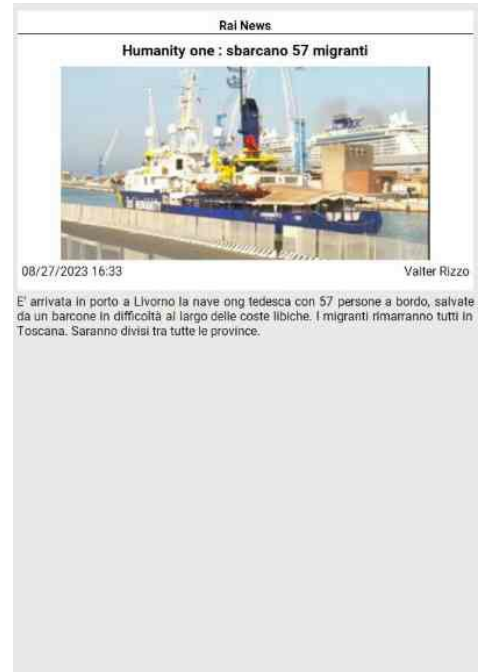 Rai News
Humanity one : sbarcano 57 migranti
08/27/2023 16:33
Valter Rizzo
E' arrivata in porto a Livorno la nave ong tedesca con 57 persone a bordo, salvate
da un barcone in difficoltà al largo delle coste libiche. I migranti rimarranno tutti in
Toscana. Saranno divisi tra tutte le province.